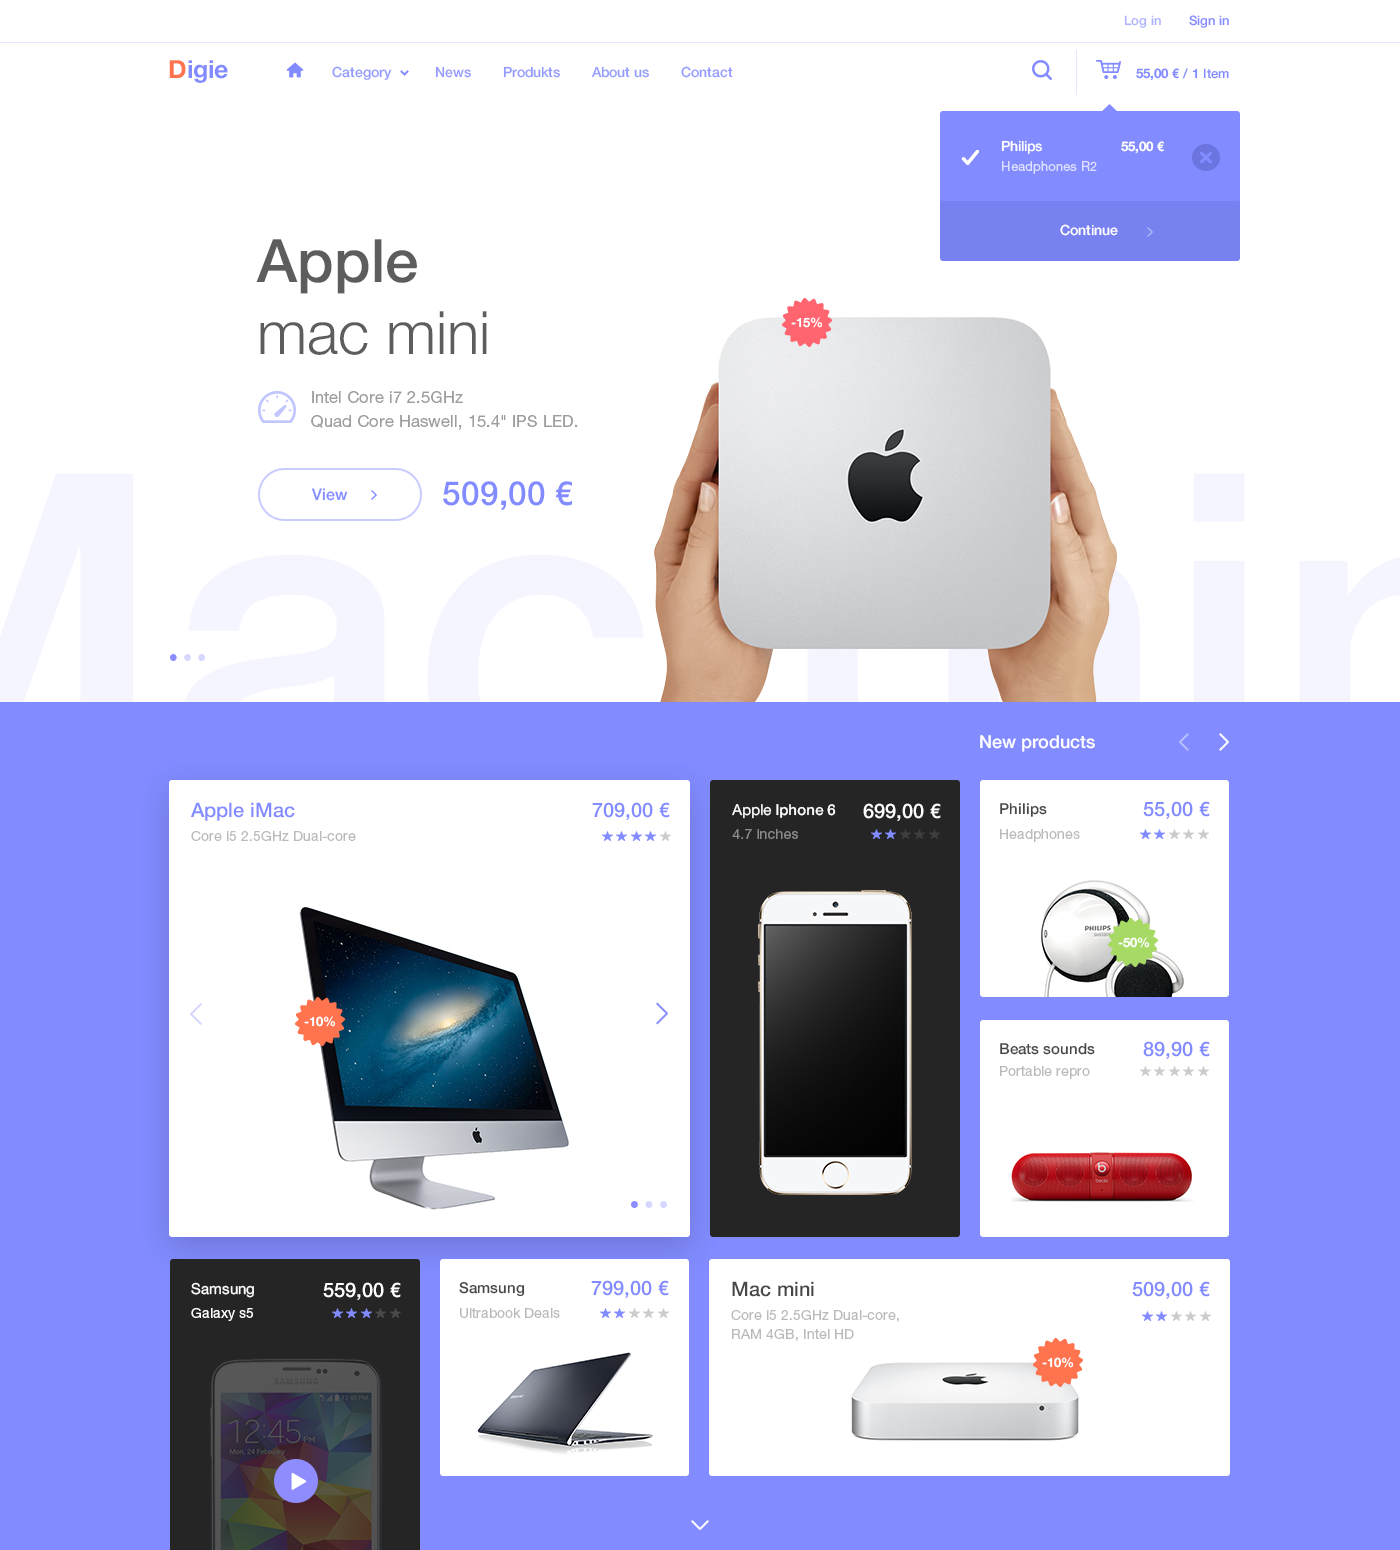 Log in Sign in
Digie
Category News Produkts About us Contact
55,00 € / 1 Item
Philips 55,00 €
Headphones R2
Continue
Apple
mac mini
-15%
Intel Core i7 2.5GHz
Quad Core Haswell, 15.4" IPS LED.
View 509,00 €
Mac mini
New products
Apple iMac 709,00 €
Core i5 2.5GHz Dual-core
-10%
Apple Iphone 6 699,00 €
4.7 inches
Philips 55,00 €
Headphones
PHILIPS
-50%
Beats sounds 89,90 €
Portable repro
beats
Samsung 559,00 €
Galaxy s5
SAMSUNG
12:45 PM
12:45PM
Mon, 24 February
Samsung 799,00 €
Ultrabook Deals
Mac mini 509,00 €
Core i5 2.5GHz Dual-core,
RAM 4GB, Intel HD
-10%